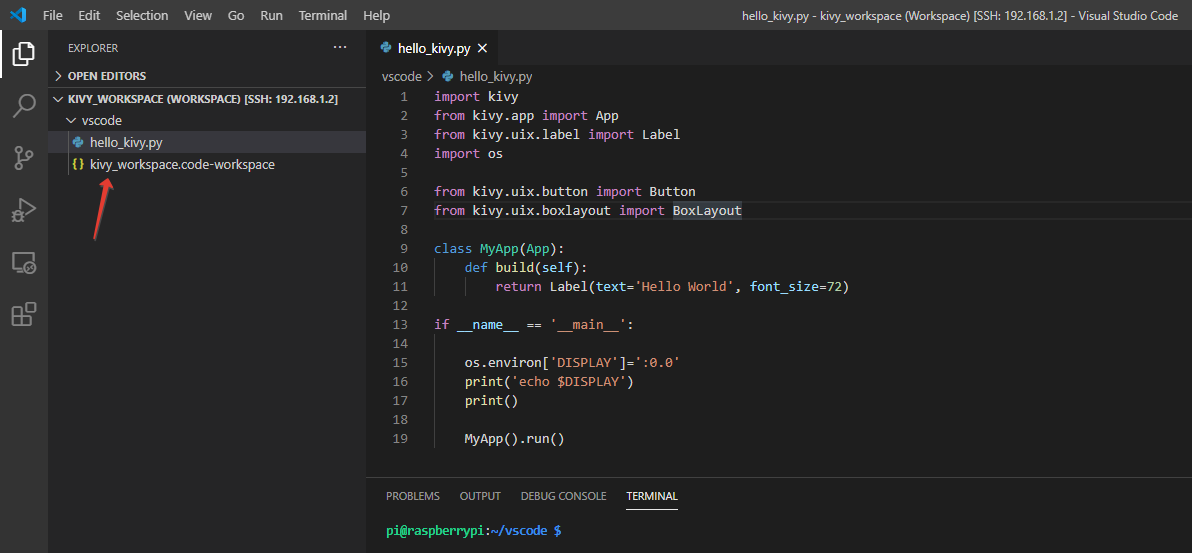 File Edit Selection View Go Run Terminal Help
hello_kivy.py - kivy_workspace (Workspace) [SSH: 192.168.1.2] - Visual Studio Code
EXPLORER ···
OPEN EDITORS
KIVY_WORKSPACE (WORKSPACE) [SSH: 192.168.1.2]
vscode
hello_kivy.py
{} kivy_workspace.code-workspace
hello_kivy.py
vscode > hello_kivy.py
1 import kivy
2 from kivy.app import App
3 from kivy.uix.label import Label
4 import os
5
6 from kivy.uix.button import Button
7 from kivy.uix.boxlayout import BoxLayout
8
9 class MyApp(App):
10     def build(self):
11         return Label(text='Hello World', font_size=72)
12
13 if __name__ == '__main__':
14
15     os.environ['DISPLAY']=':0.0'
16     print('echo $DISPLAY')
17     print()
18
19     MyApp().run()
PROBLEMS OUTPUT DEBUG CONSOLE TERMINAL
pi@raspberrypi:~/vscode $